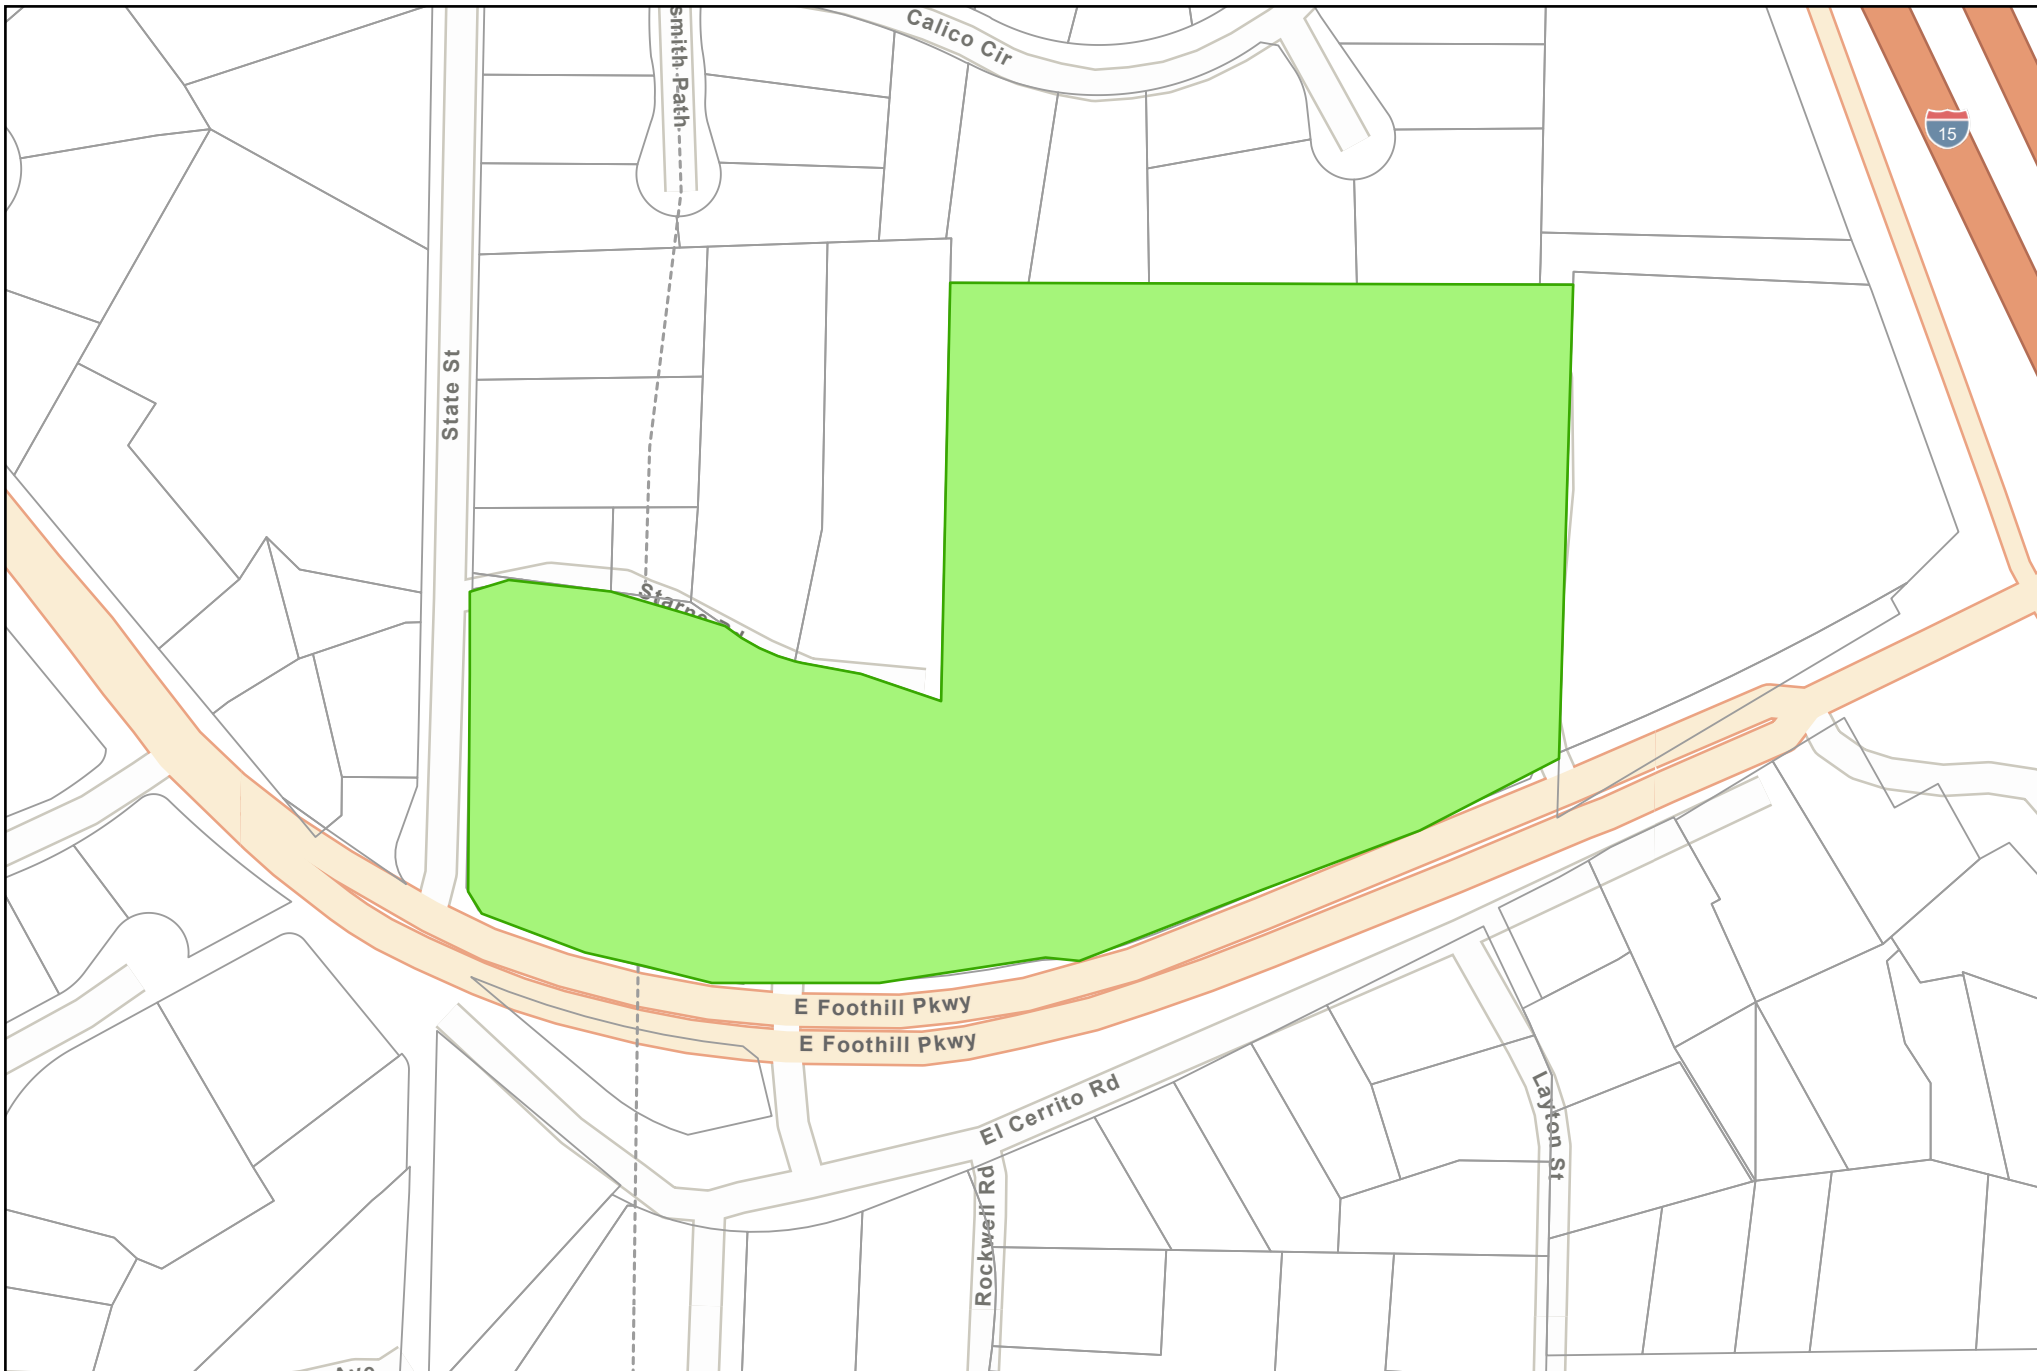 smith Path
Calico Cir
15
State St
E Foothill Pkwy
E Foothill Pkwy
El Cerrito Rd
Layton St
Rockwell Rd